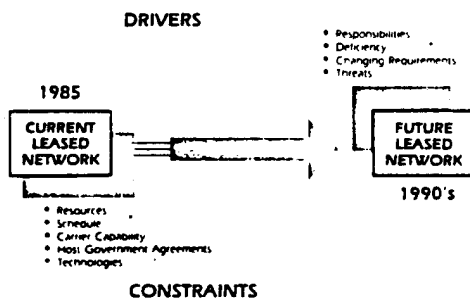 DRIVERS
• Responsibilities
• Deficiency
• Changing Requirements
• Threats
1985
CURRENT
LEASED
NETWORK
FUTURE
LEASED
NETWORK
1990's
• Resources
• Schedule
• Carrier Capability
• Host Government Agreements
• Technologies
CONSTRAINTS